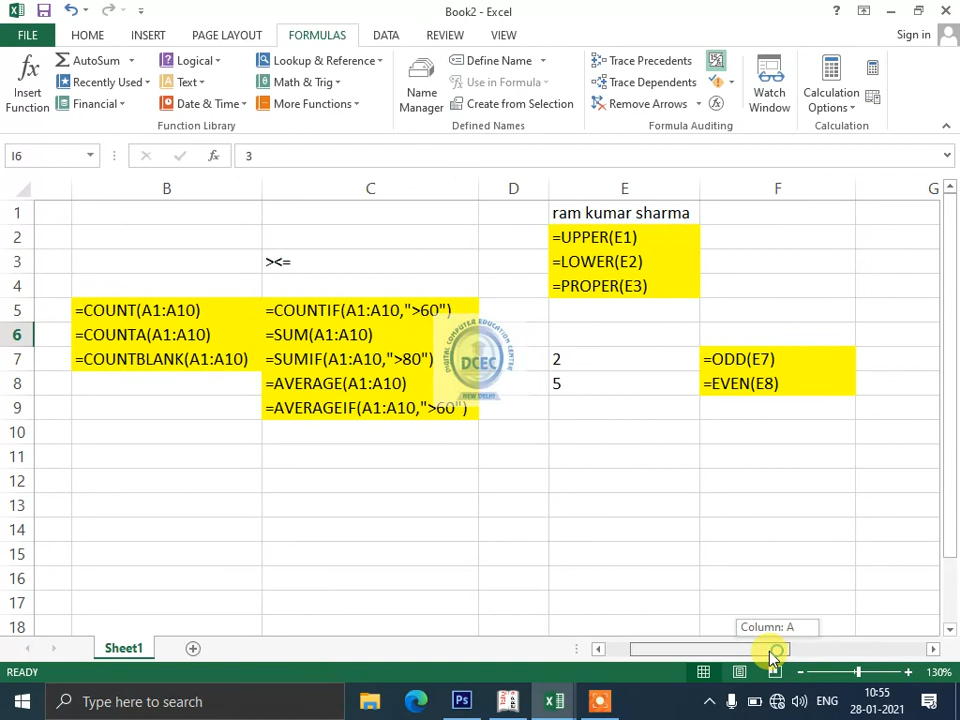 Book2 - Excel
FILE HOME INSERT PAGE LAYOUT FORMULAS DATA REVIEW VIEW Sign in
AutoSum Logical Lookup & Reference Define Name Trace Precedents
Recently Used Text Math & Trig Use in Formula Trace Dependents
Financial Date & Time More Functions Create from Selection Remove Arrows
Insert Function
Name Manager
Watch Window
Calculation Options
Function Library Defined Names Formula Auditing Calculation
I6 fx 3
B C D E F G
1 ram kumar sharma
2 =UPPER(E1)
3 ><= =LOWER(E2)
4 =PROPER(E3)
5 =COUNT(A1:A10) =COUNTIF(A1:A10,">60")
6 =COUNTA(A1:A10) =SUM(A1:A10)
7 =COUNTBLANK(A1:A10) =SUMIF(A1:A10,">80") 2 =ODD(E7)
8 =AVERAGE(A1:A10) 5 =EVEN(E8)
9 =AVERAGEIF(A1:A10,">60")
10
11
12
13
14
15
16
17
18
DIGITAL COMPUTER EDUCATION CENTER
DCEC
NEW DELHI
Column: A
Sheet1
READY 130%
Type here to search
Ps
ENG
10:55
28-01-2021